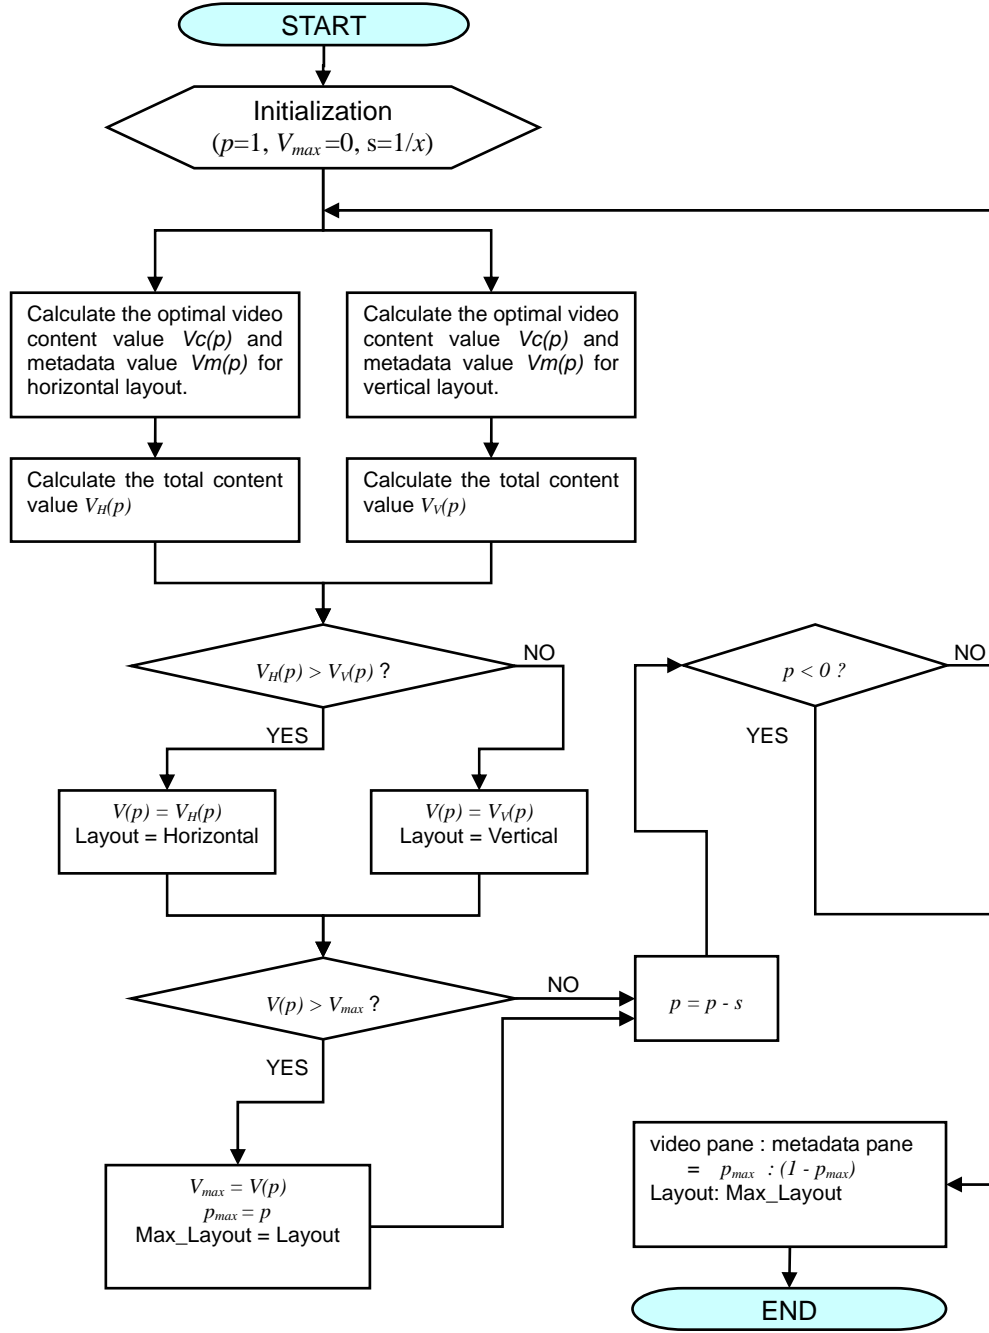 START
Initialization
(p=1, Vmax=0, s=1/x)
Calculate the optimal video
content value Vc(p) and
metadata value Vm(p) for
horizontal layout.
Calculate the optimal video
content value Vc(p) and
metadata value Vm(p) for
vertical layout.
Calculate the total content
value VH(p)
Calculate the total content
value VV(p)
VH(p) > VV(p) ?
NO
YES
V(p) = VH(p)
Layout = Horizontal
V(p) = VV(p)
Layout = Vertical
V(p) > Vmax ?
NO
YES
Vmax = V(p)
pmax = p
Max_Layout = Layout
p = p - s
p < 0 ?
NO
YES
video pane : metadata pane
= pmax : (1 - pmax)
Layout: Max_Layout
END